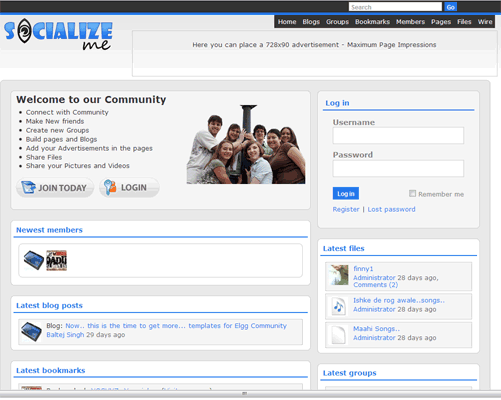 Search
Go
SOCIALIZE
me
Home Blogs Groups Bookmarks Members Pages Files Wire
Here you can place a 728x90 advertisement - Maximum Page Impressions
Welcome to our Community
Connect with Community
Make New friends
Create new Groups
Build pages and Blogs
Add your Advertisements in the pages
Share Files
Share your Pictures and Videos
JOIN TODAY
LOGIN
Log in
Username
Password
Log in
Remember me
Register | Lost password
Newest members
Latest blog posts
Blog: Now.. this is the time to get more... templates for Elgg Community
Baltej Singh 29 days ago
Latest bookmarks
Latest files
finny1
Administrator 28 days ago,
Comments (2)
Ishke de rog awale..songs..
Administrator 28 days ago
Maahi Songs..
Administrator 28 days ago
Latest groups